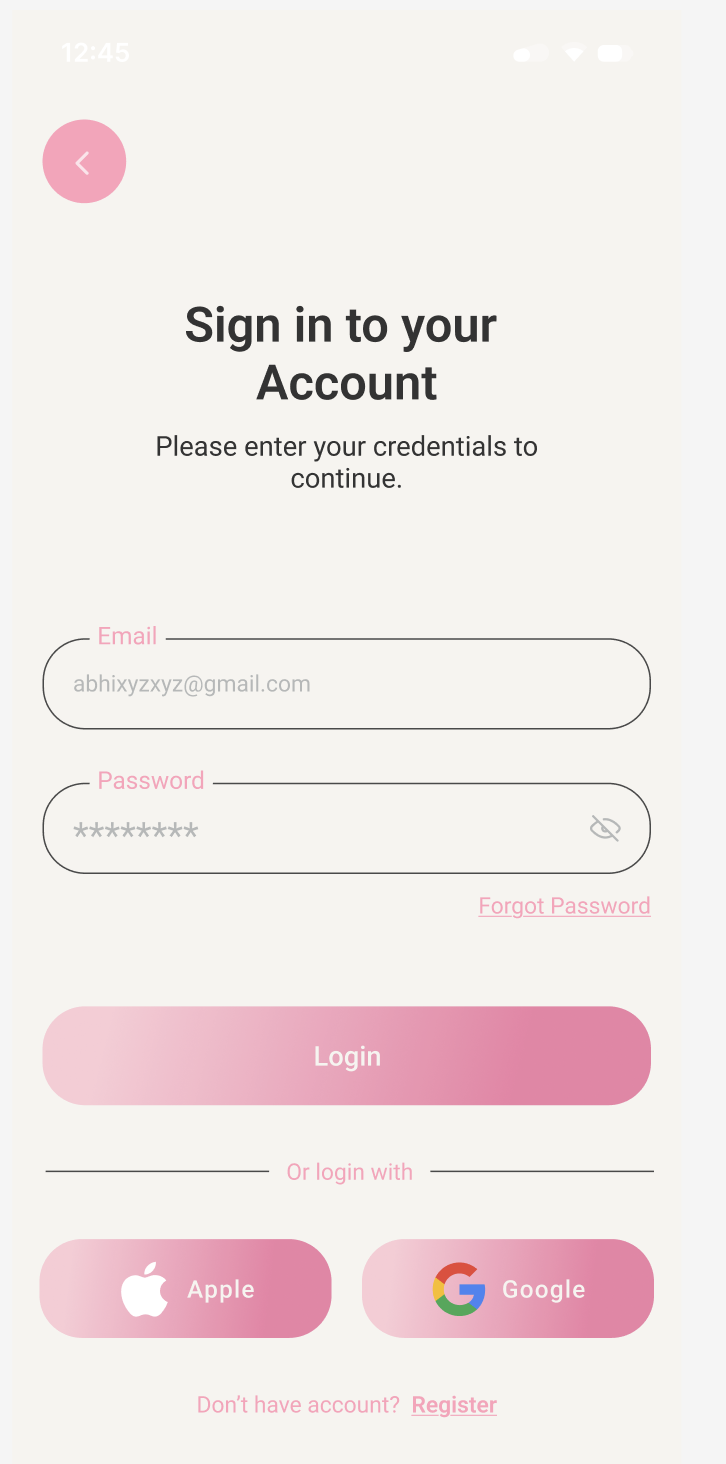 12:45
Sign in to your
Account
Please enter your credentials to
continue.
Email
abhixyzxyz@gmail.com
Password
********
Forgot Password
Login
Or login with
Apple
Google
Don't have account? Register